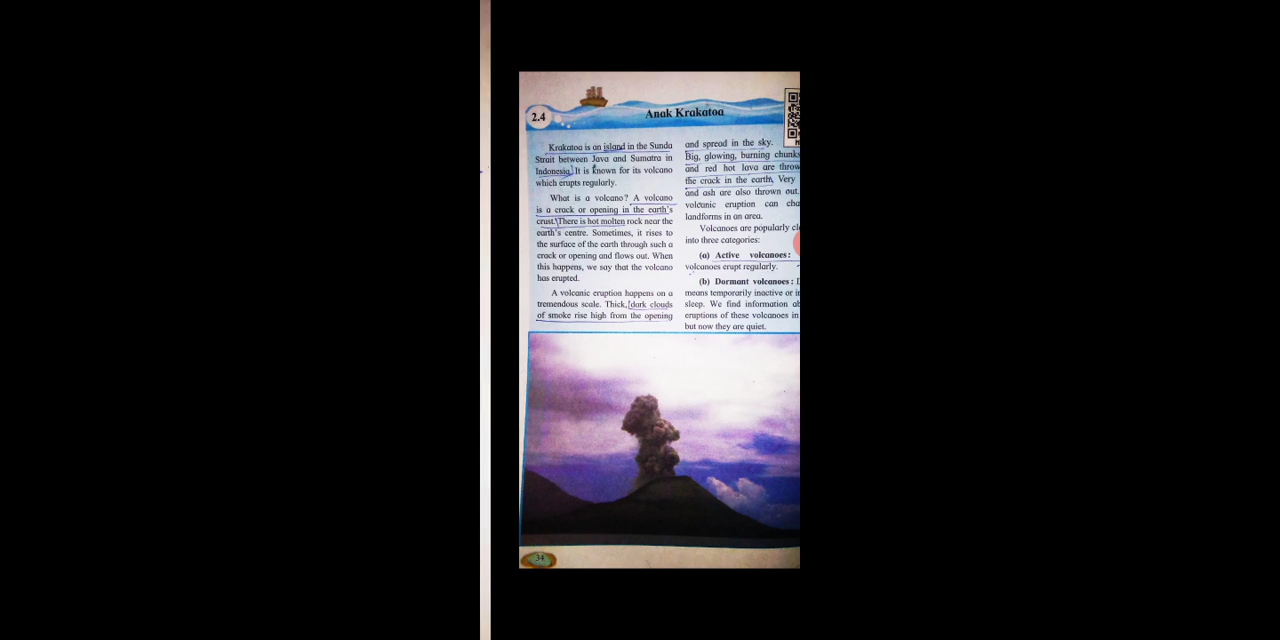 2.4
Anak Krakatoa
Krakatoa is an island in the Sunda
Strait between Java and Sumatra in
Indonesia. It is known for its volcano
which erupts regularly.
What is a volcano? A volcano
is a crack or opening in the earth's
crust. There is hot molten rock near the
earth's centre. Sometimes, it rises to
the surface of the earth through such a
crack or opening and flows out. When
this happens, we say that the volcano
has erupted.
A volcanic eruption happens on a
tremendous scale. Thick, dark clouds
of smoke rise high from the opening
and spread in the sky.
Big, glowing, burning chunks
and red hot lava are
the crack in the earth. Very
and ash are also thrown out.
volcanic eruption can
landforms in an area.
Volcanoes are popularly
into three categories:
(a) Active volcanoes:
volcanoes erupt regularly.
(b) Dormant volcanoes:
means temporarily inactive or
sleep. We find information
eruptions of these volcanoes in
but now they are quiet.
34